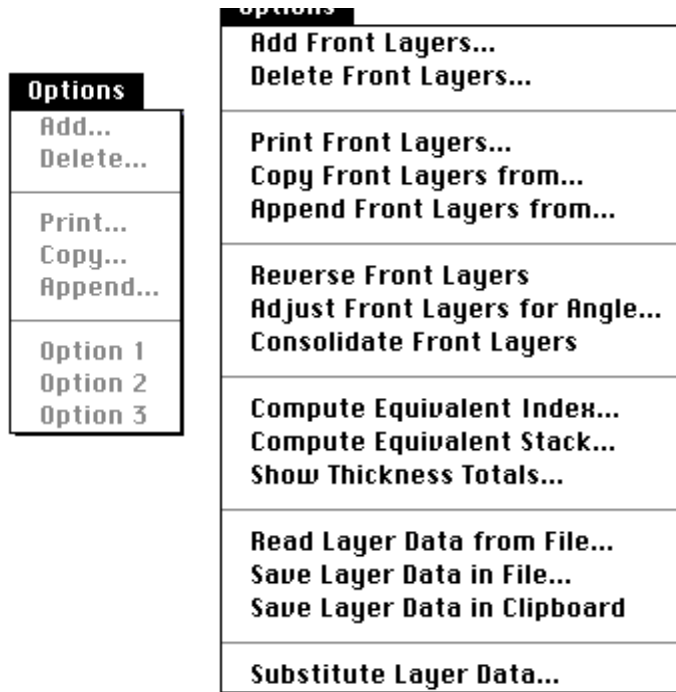 Options
Add...
Delete...
Print...
Copy...
Append...
Option 1
Option 2
Option 3
Options
Add Front Layers...
Delete Front Layers...
Print Front Layers...
Copy Front Layers from...
Append Front Layers from...
Reverse Front Layers
Adjust Front Layers for Angle...
Consolidate Front Layers
Compute Equivalent Index...
Compute Equivalent Stack...
Show Thickness Totals...
Read Layer Data from File...
Save Layer Data in File...
Save Layer Data in Clipboard
Substitute Layer Data...